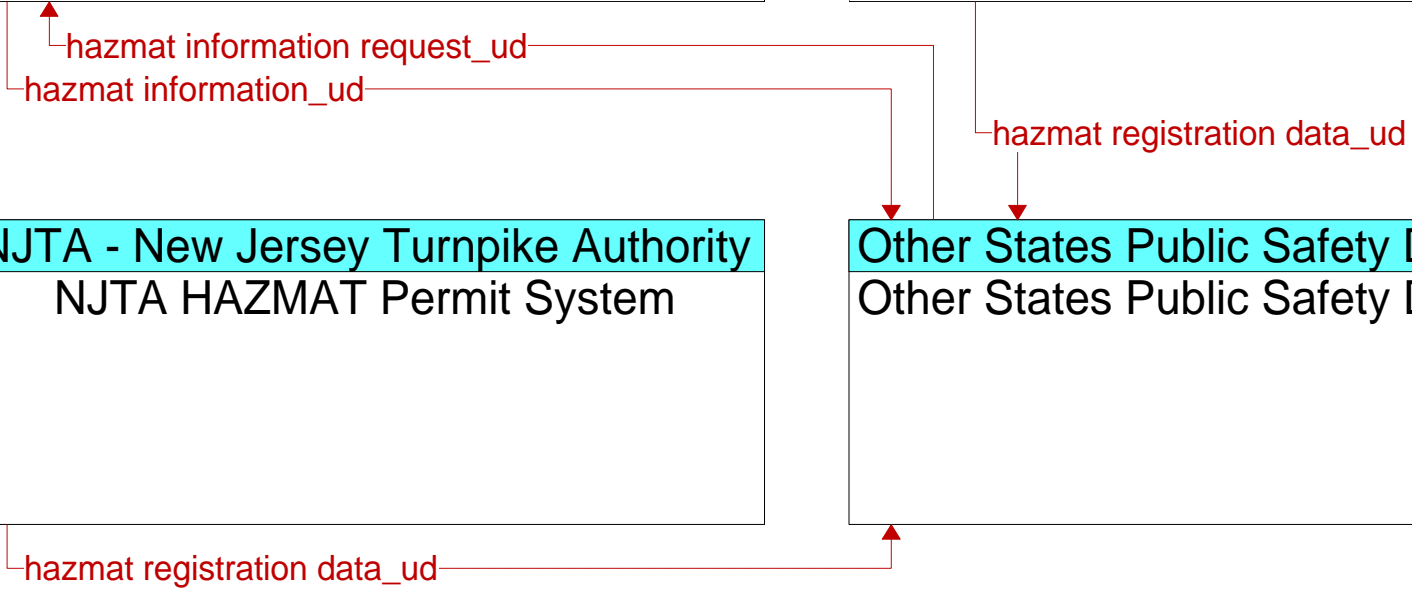 hazmat information request_ud
hazmat information_ud
hazmat registration data_ud
NJTA - New Jersey Turnpike Authority
NJTA HAZMAT Permit System
Other States Public Safety
Other States Public Safety
hazmat registration data_ud